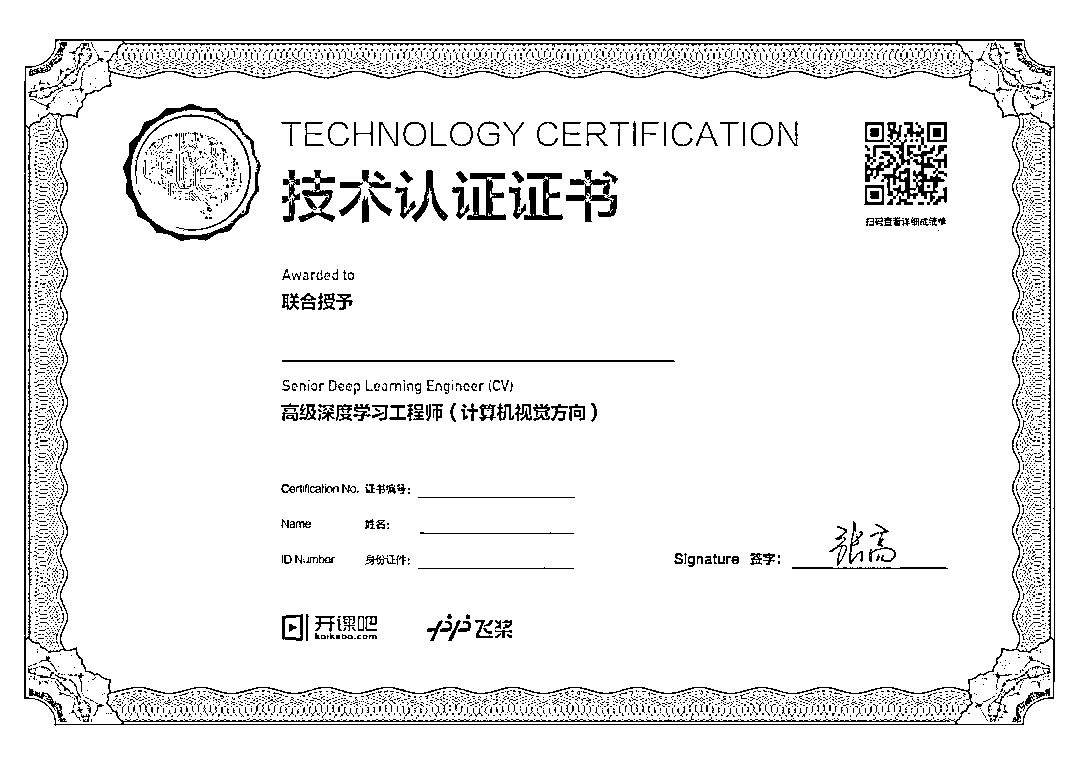 TECHNOLOGY CERTIFICATION
技术认证证书
扫码查看详细成绩单
Awarded to
联合授予
Senior Deep Learning Engineer (CV)
高级深度学习工程师（计算机视觉方向）
Certification No. 证书编号：
Name 姓名：
ID Number 身份证件：
Signature 签字： 张高
开课吧
kaikeba.com
飞桨